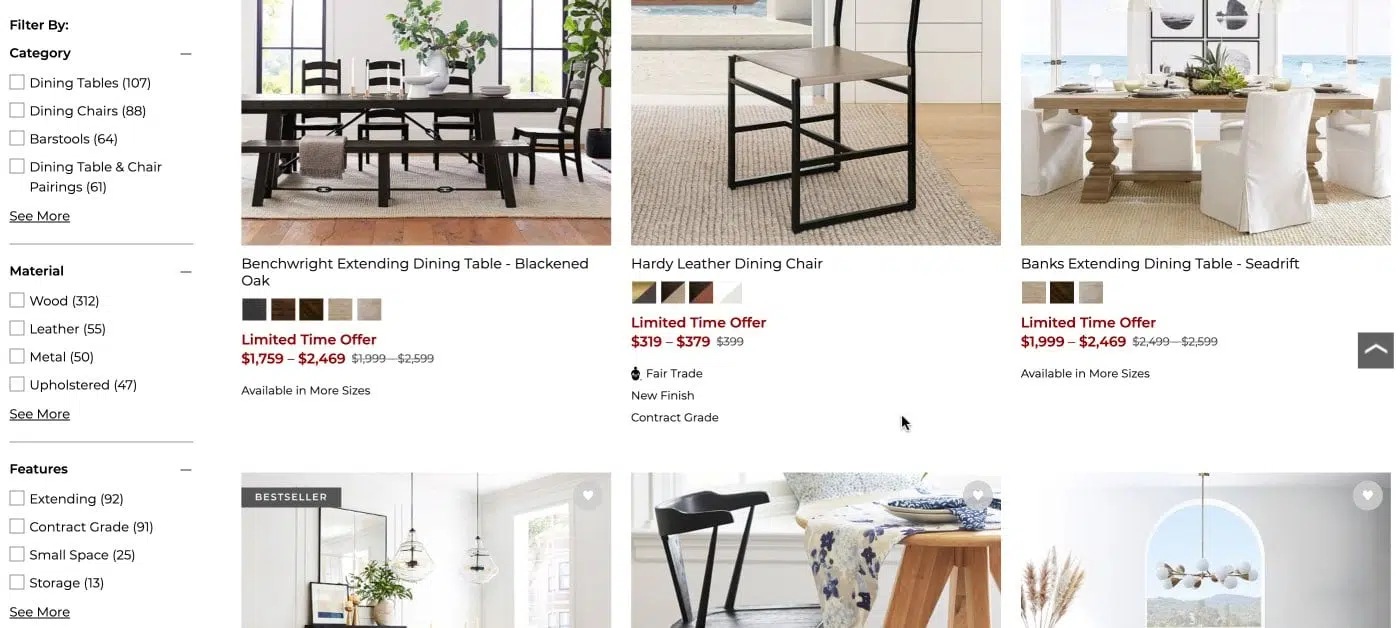 Filter By:
Category
Dining Tables (107)
Dining Chairs (88)
Barstools (64)
Dining Table & Chair
Pairings (61)
See More
Material
Wood (312)
Leather (55)
Metal (50)
Upholstered (47)
See More
Features
Extending (92)
Contract Grade (91)
Small Space (25)
Storage (13)
See More
Benchwright Extending Dining Table - Blackened
Oak
Limited Time Offer
$1,759 – $2,469 $1,999 – $2,599
Available in More Sizes
Hardy Leather Dining Chair
Limited Time Offer
$319 – $379 $399
Fair Trade
New Finish
Contract Grade
Banks Extending Dining Table - Seadrift
Limited Time Offer
$1,999 – $2,469 $2,499 – $2,599
Available in More Sizes
BESTSELLER